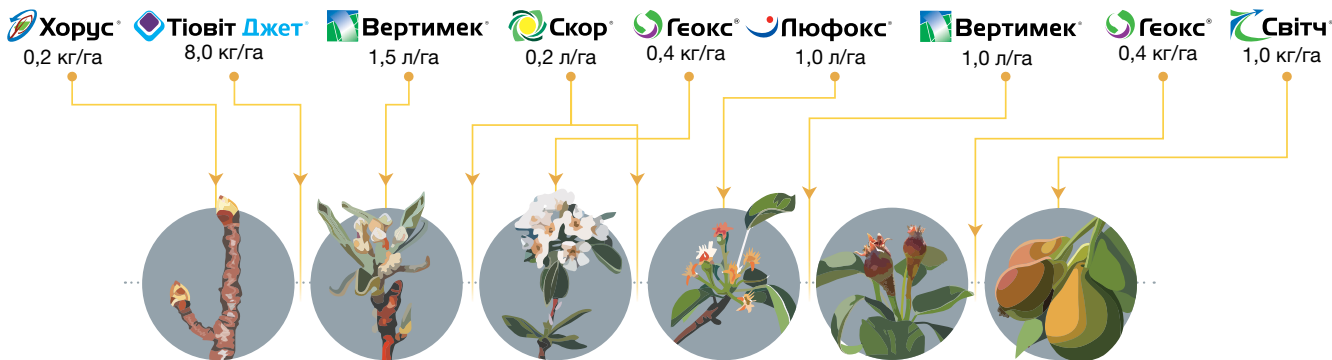 Хорус®
0,2 кг/га
Тіовіт Джет®
8,0 кг/га
Вертимек®
1,5 л/га
Скор®
0,2 л/га
Ґеокс®
0,4 кг/га
Люфокс®
1,0 л/га
Вертимек®
1,0 л/га
Ґеокс®
0,4 кг/га
Світч®
1,0 кг/га